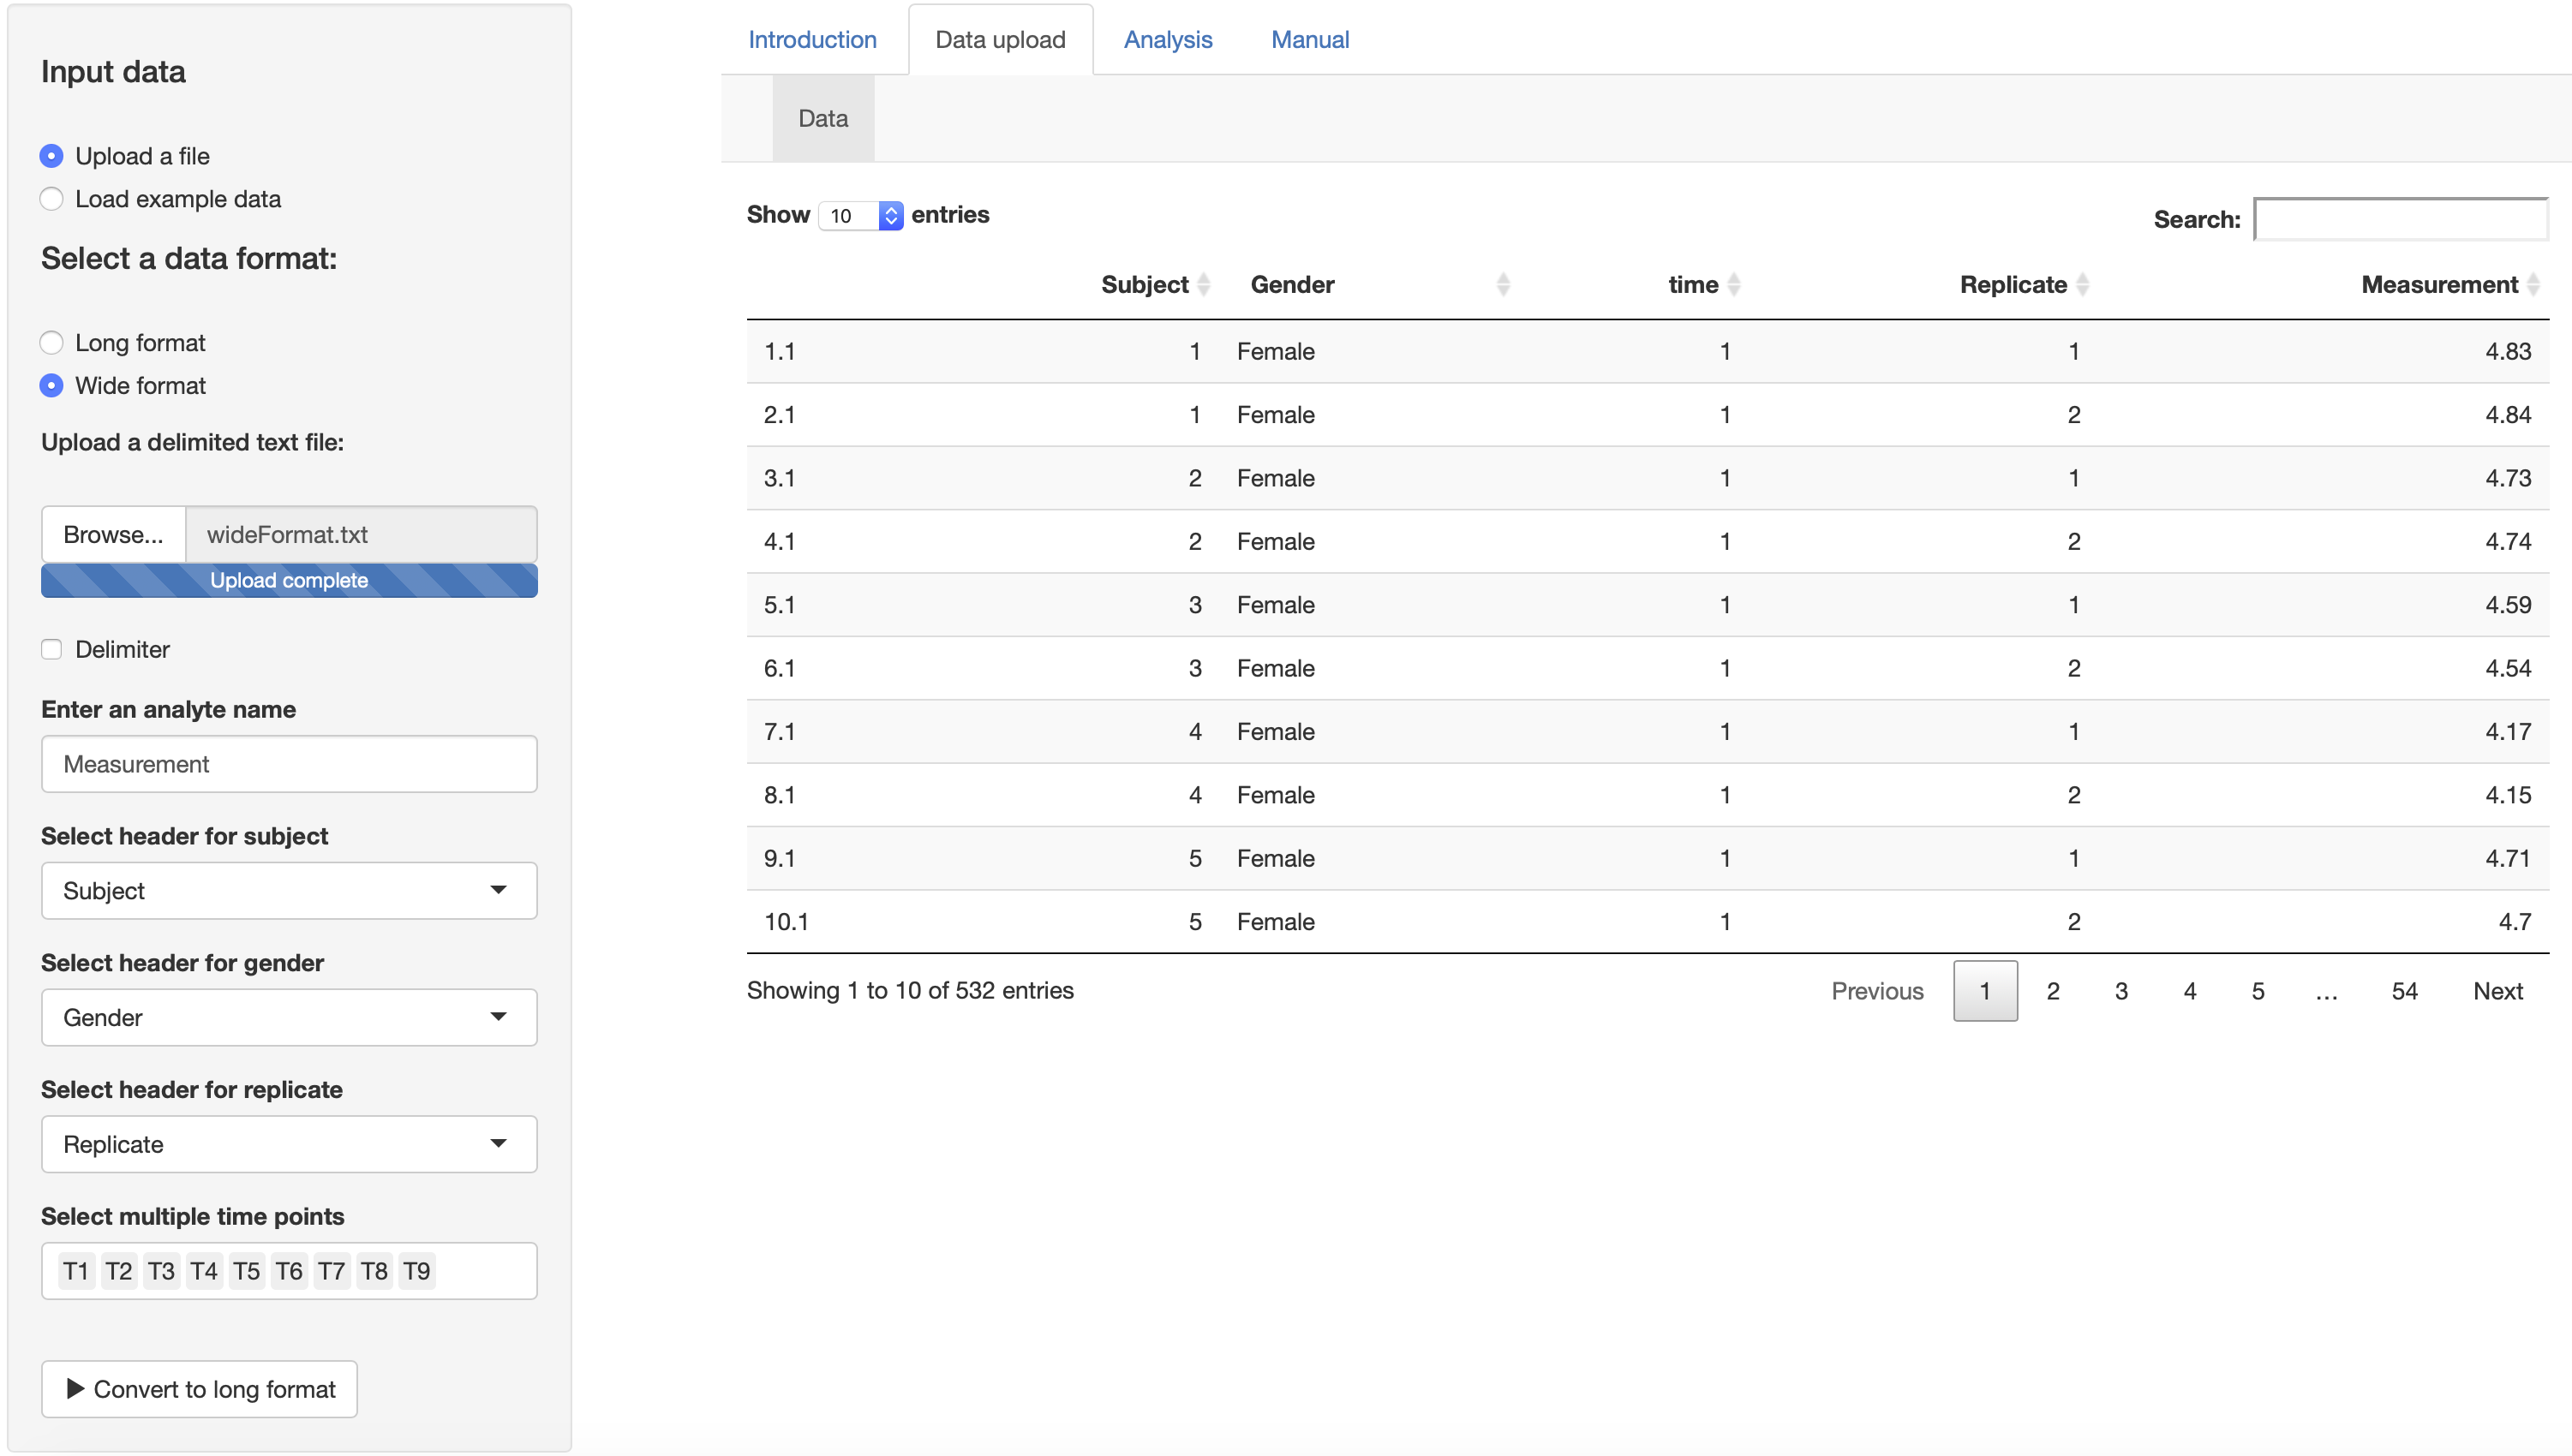 Input data
Upload a file
Load example data
Select a data format:
Long format
Wide format
Upload a delimited text file:
Browse... wideFormat.txt
Upload complete
Delimiter
Enter an analyte name
Measurement
Select header for subject
Subject
Select header for gender
Gender
Select header for replicate
Replicate
Select multiple time points
T1 T2 T3 T4 T5 T6 T7 T8 T9
Convert to long format
Introduction Data upload Analysis Manual
Data
Show 10 entries Search:
Subject Gender time Replicate Measurement
1.1 1 Female 1 1 4.83
2.1 1 Female 1 2 4.84
3.1 2 Female 1 1 4.73
4.1 2 Female 1 2 4.74
5.1 3 Female 1 1 4.59
6.1 3 Female 1 2 4.54
7.1 4 Female 1 1 4.17
8.1 4 Female 1 2 4.15
9.1 5 Female 1 1 4.71
10.1 5 Female 1 2 4.7
Showing 1 to 10 of 532 entries Previous 1 2 3 4 5 … 54 Next